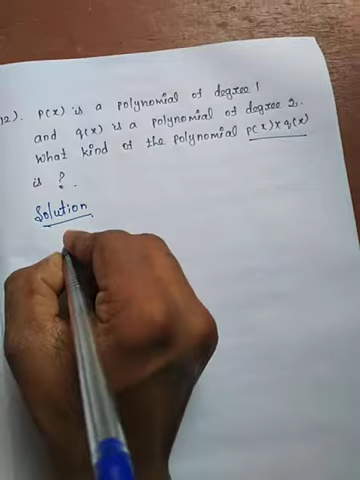 12). p(x) is a polynomial of degree 1
and q(x) is a polynomial of degree 2.
What kind of the polynomial p(x) x q(x)
is ?.
Solution